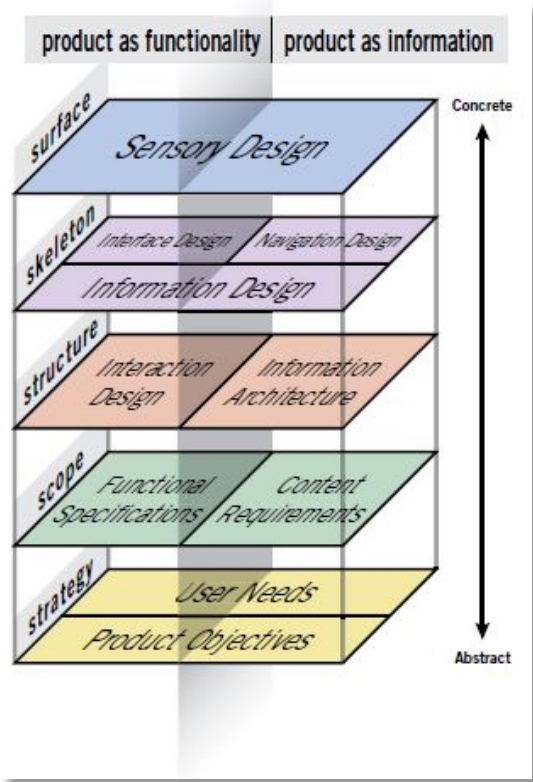 product as functionality
product as information
Concrete
surface
Sensory Design
skeleton
Interface Design
Navigation Design
Information Design
structure
Interaction
Design
Information
Architecture
scope
Functional
Specifications
Content
Requirements
strategy
User Needs
Product Objectives
Abstract